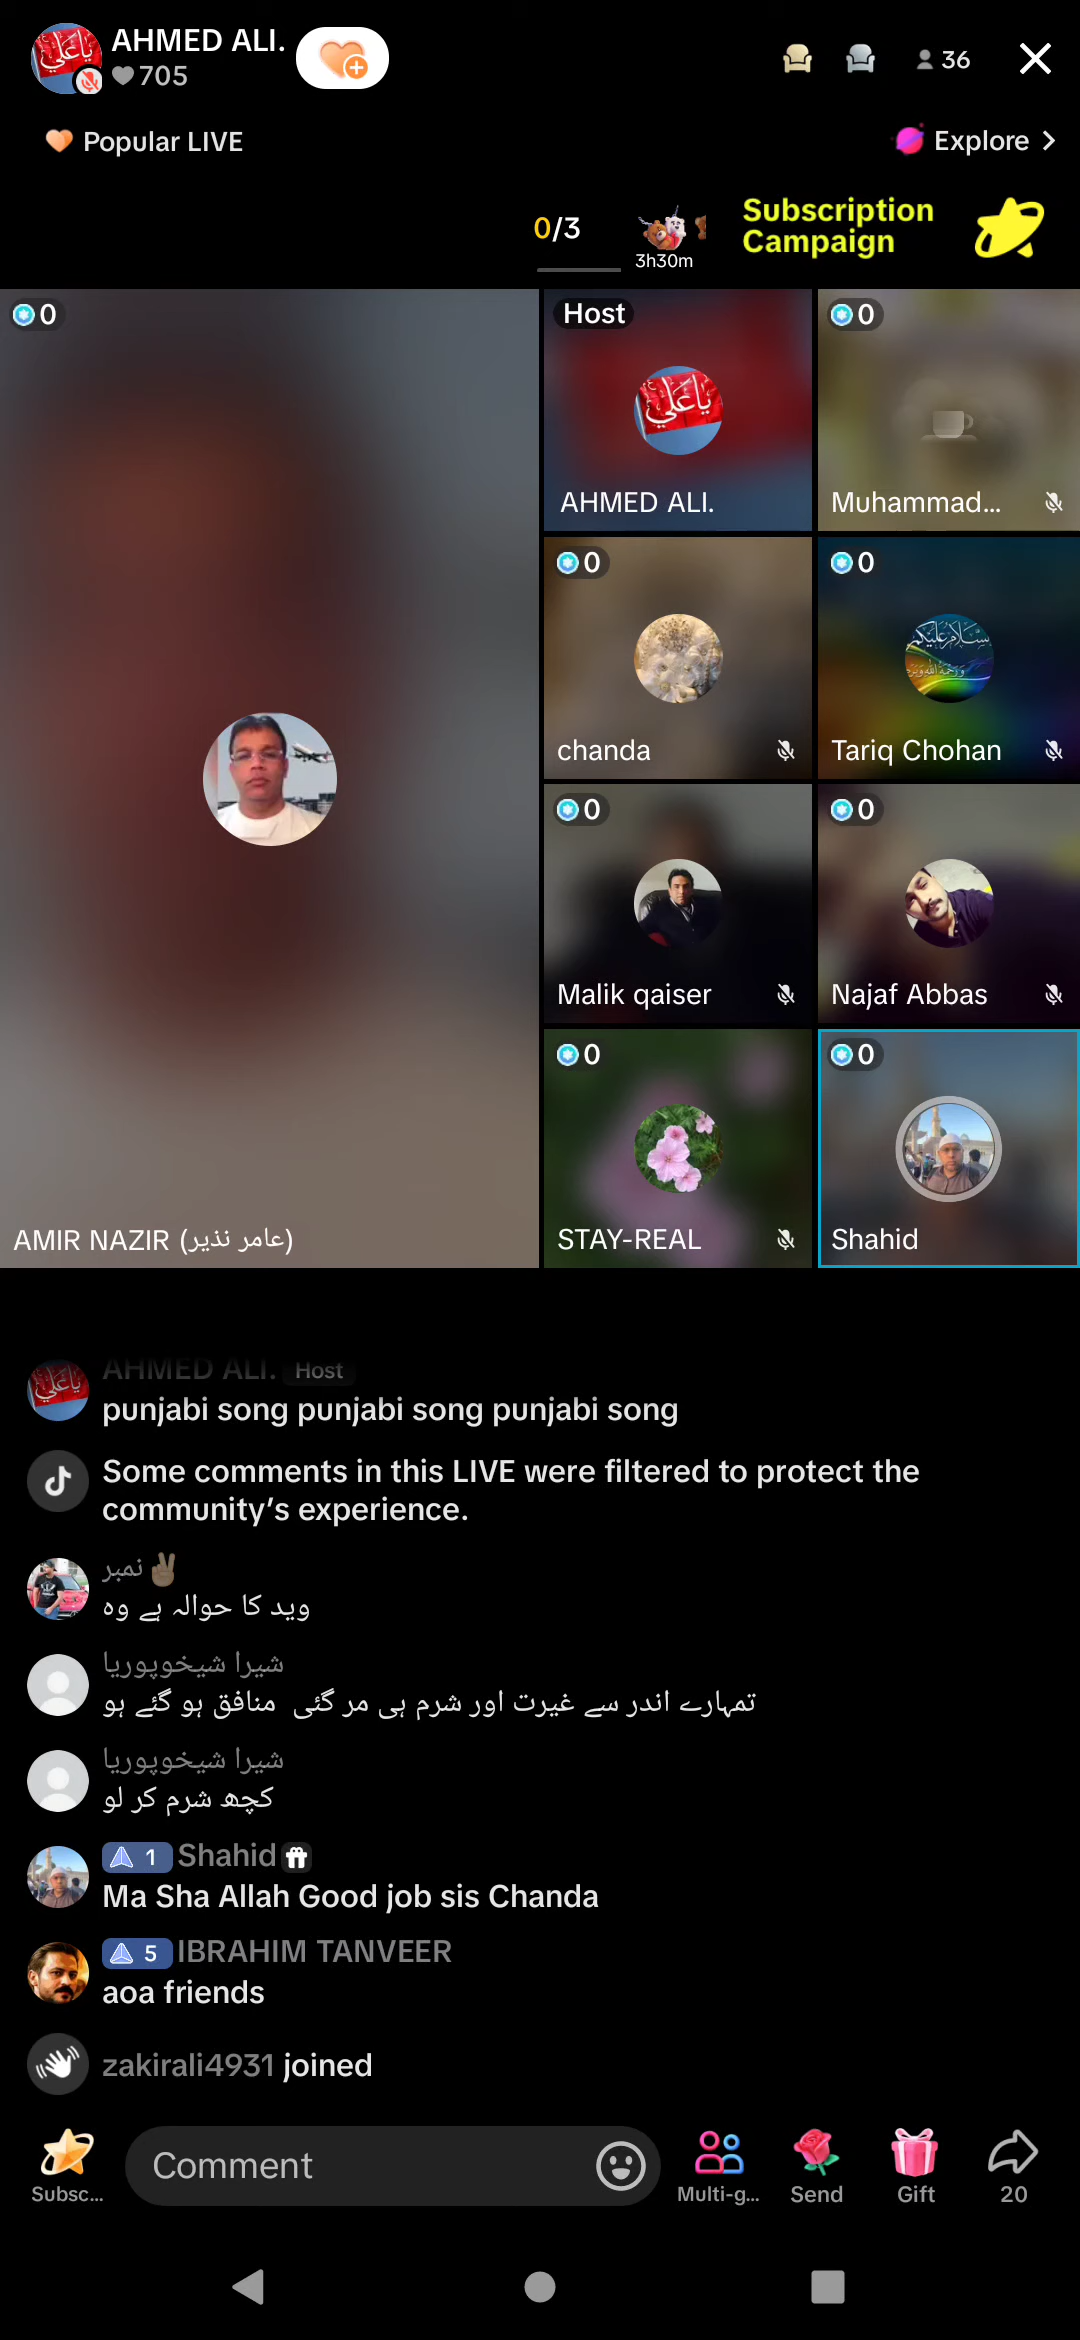 AHMED ALI.
705
36
Popular LIVE
Explore
0/3
3h30m
Subscription
Campaign
0
Host
ياعلي
AHMED ALI.
0
Muhammad...
0
chanda
0
Tariq Chohan
0
Malik qaiser
0
Najaf Abbas
0
STAY-REAL
0
Shahid
AMIR NAZIR (عامر نذير)
AHMED ALI. Host
punjabi song punjabi song punjabi song
Some comments in this LIVE were filtered to protect the
community's experience.
نمبر✌🏽
وید کا حوالہ ہے وہ
شیرا شیخوپوریا
تمہارے اندر سے غیرت اور شرم ہی مر گئی منافق ہو گئے ہو
شیرا شیخوپوریا
کچھ شرم کر لو
1 Shahid
Ma Sha Allah Good job sis Chanda
5 IBRAHIM TANVEER
aoa friends
zakirali4931 joined
Subsc...
Comment
Multi-g...
Send
Gift
20